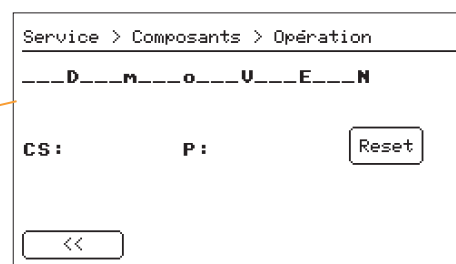 Service > Composants > Opération
___D___m___o___V___E___N
CS: P: Reset
<<